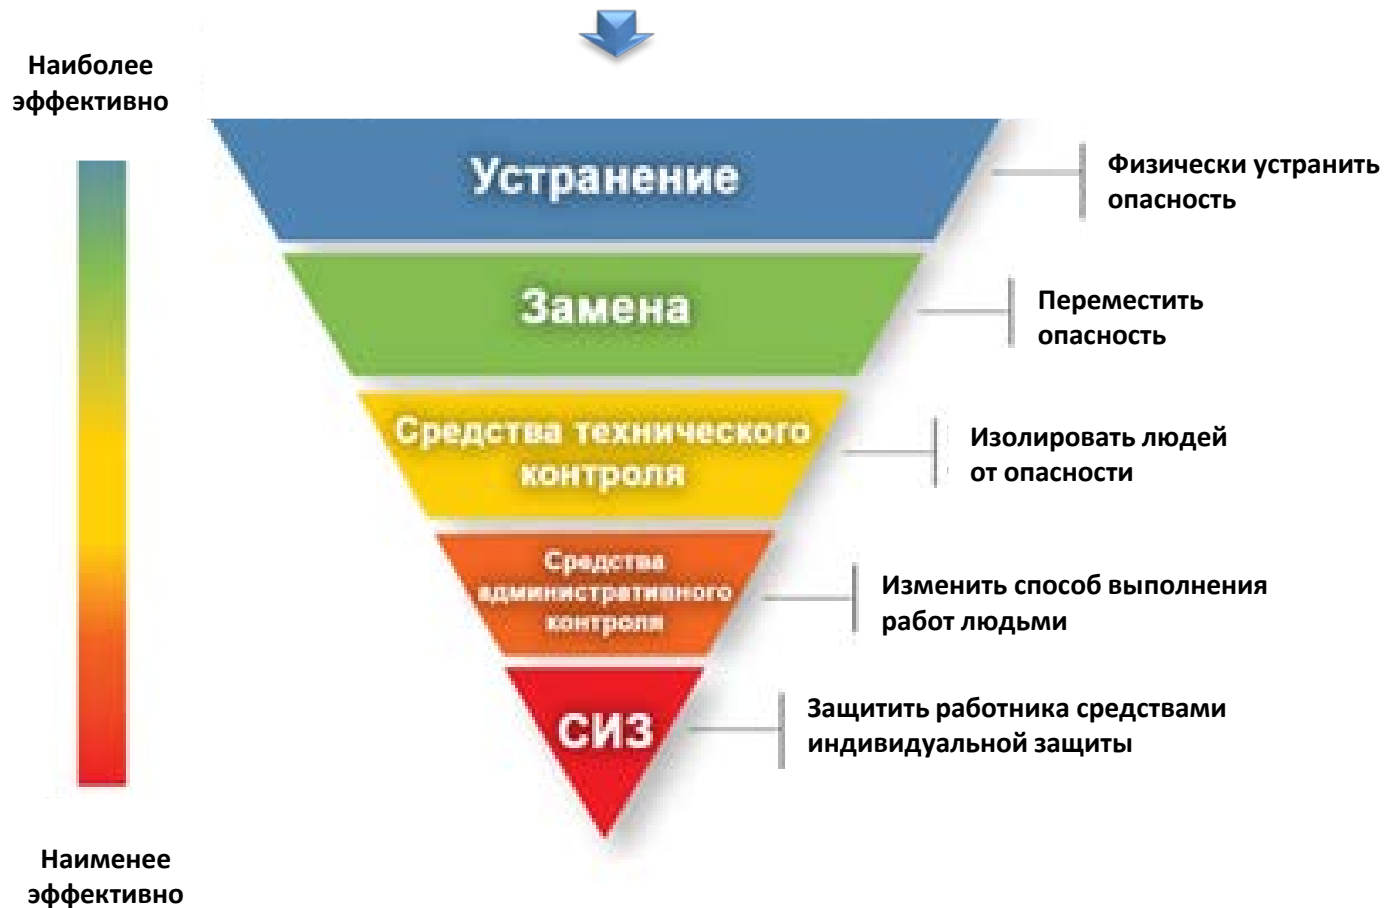 Наиболее
эффективно
Устранение
Физически устранить
опасность
Замена
Переместить
опасность
Средства технического
контроля
Изолировать людей
от опасности
Средства
административного
контроля
Изменить способ выполнения
работ людьми
СИЗ
Защитить работника средствами
индивидуальной защиты
Наименее
эффективно